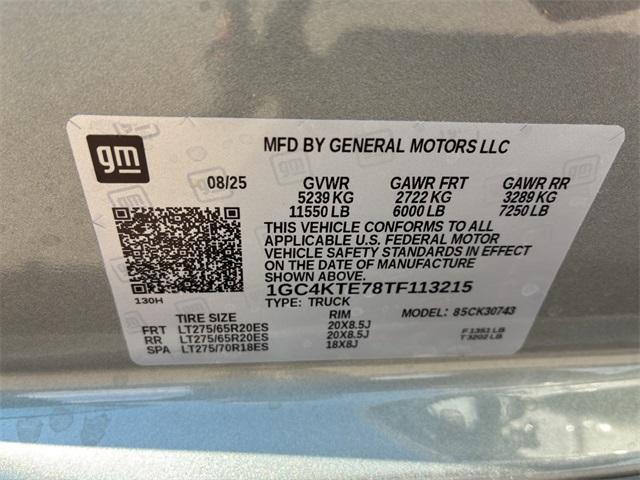 gm
MFD BY GENERAL MOTORS LLC
08/25 GVWR GAWR FRT GAWR RR
5239 KG 2722 KG 3289 KG
11550 LB 6000 LB 7250 LB
THIS VEHICLE CONFORMS TO ALL
APPLICABLE U.S. FEDERAL MOTOR
VEHICLE SAFETY STANDARDS IN EFFECT
ON THE DATE OF MANUFACTURE
SHOWN ABOVE.
1GC4KTE78TF113215
130H
TYPE: TRUCK
MODEL: 85CK30743
TIRE SIZE RIM
FRT LT275/65R20ES 20X8.5J
RR LT275/65R20ES 20X8.5J
SPA LT275/70R18ES 18X8J
F 1351 LB
T 3202 LB